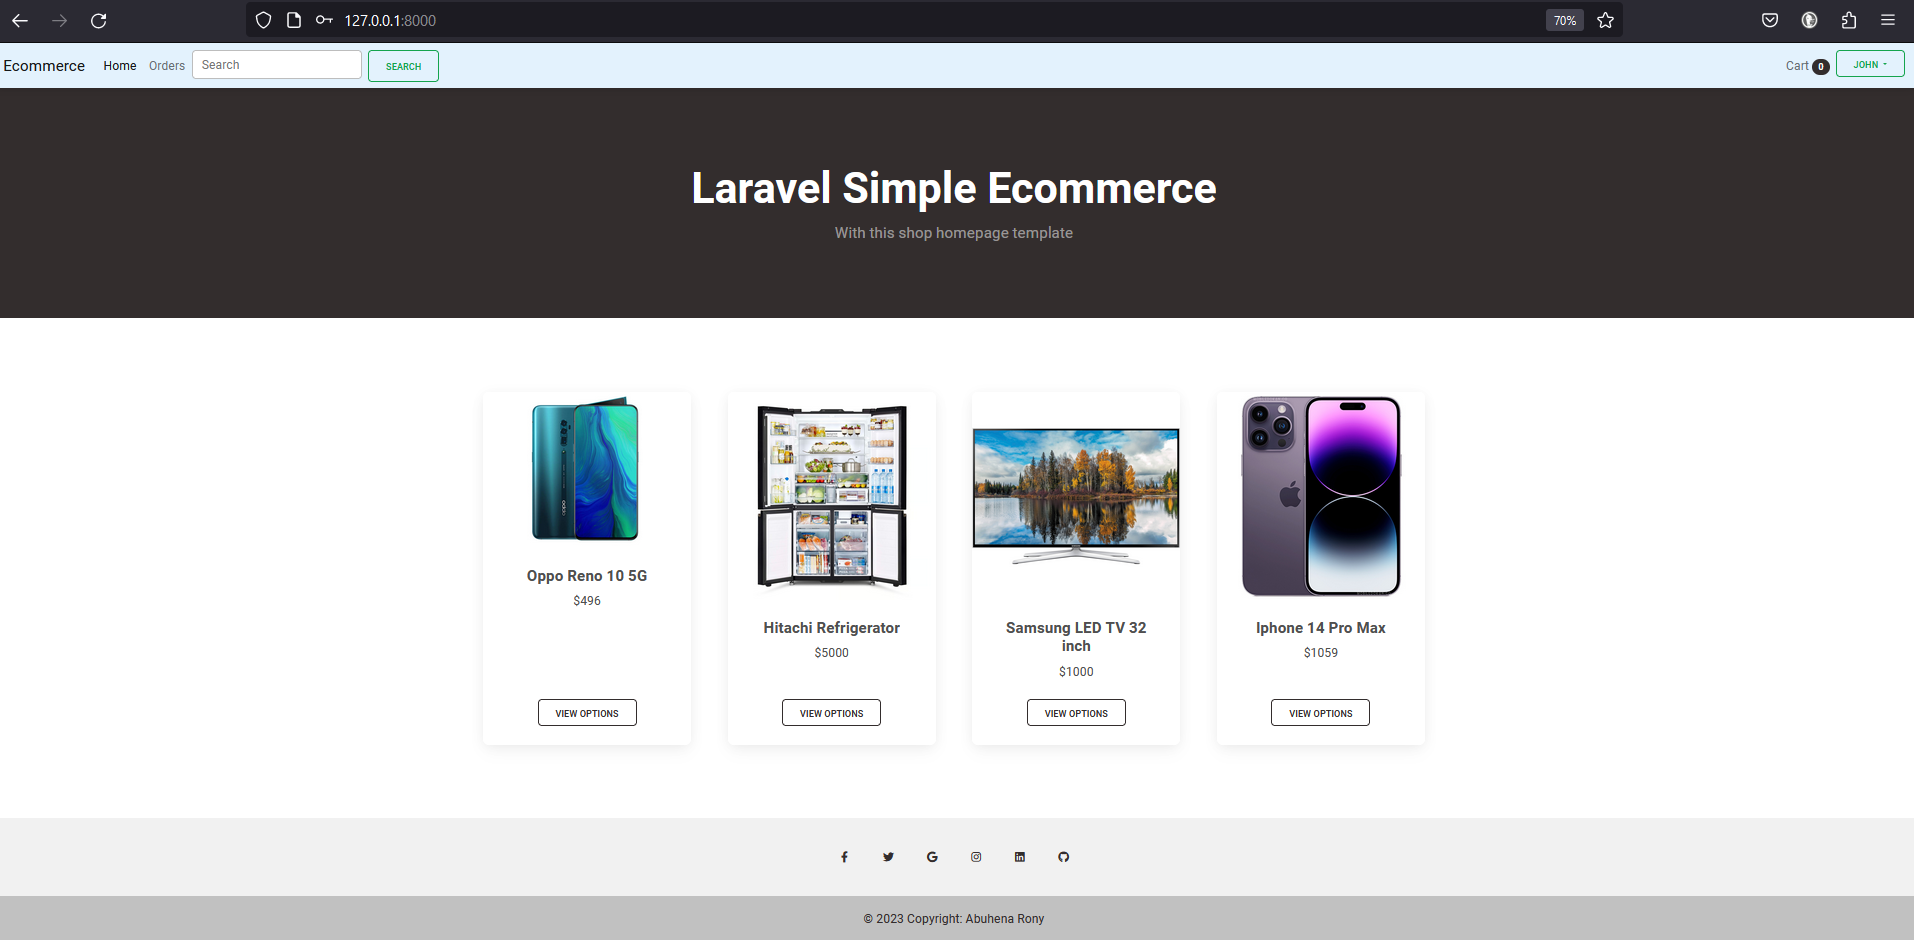 127.0.0.1:8000
70%
Ecommerce Home Orders Search SEARCH Cart 0 JOHN
Laravel Simple Ecommerce
With this shop homepage template
oppo
Oppo Reno 10 5G
$496
VIEW OPTIONS
Hitachi Refrigerator
$5000
VIEW OPTIONS
Samsung LED TV 32
inch
$1000
VIEW OPTIONS
Iphone 14 Pro Max
$1059
VIEW OPTIONS
© 2023 Copyright: Abuhena Rony